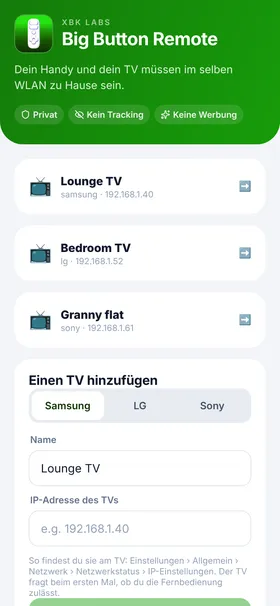 XBK LABS
Big Button Remote
Dein Handy und dein TV müssen im selben
WLAN zu Hause sein.
Privat
Kein Tracking
Keine Werbung
Lounge TV
samsung · 192.168.1.40
Bedroom TV
lg · 192.168.1.52
Granny flat
sony · 192.168.1.61
Einen TV hinzufügen
Samsung
LG
Sony
Name
Lounge TV
IP-Adresse des TVs
e.g. 192.168.1.40
So findest du sie am TV: Einstellungen › Allgemein ›
Netzwerk › Netzwerkstatus › IP-Einstellungen. Der TV
fragt beim ersten Mal, ob du die Fernbedienung
zulässt.